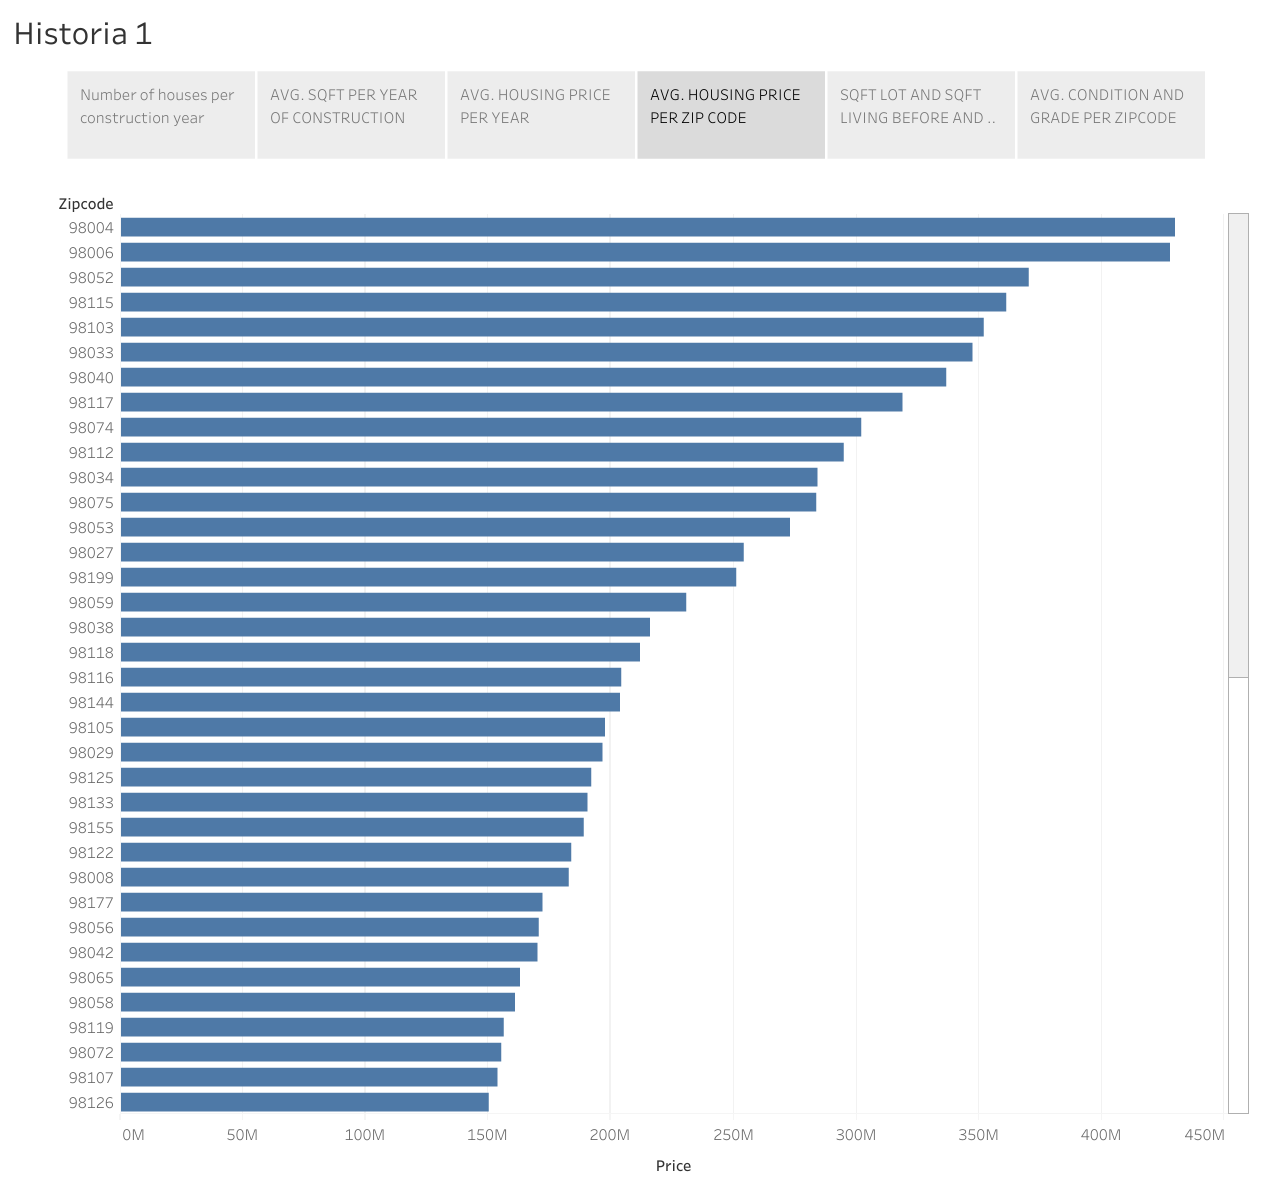 Historia 1
Number of houses per
construction year
AVG. SQFT PER YEAR
OF CONSTRUCTION
AVG. HOUSING PRICE
PER YEAR
AVG. HOUSING PRICE
PER ZIP CODE
SQFT LOT AND SQFT
LIVING BEFORE AND ..
AVG. CONDITION AND
GRADE PER ZIPCODE
Zipcode
98004
98006
98052
98115
98103
98033
98040
98117
98074
98112
98034
98075
98053
98027
98199
98059
98038
98118
98116
98144
98105
98029
98125
98133
98155
98122
98008
98177
98056
98042
98065
98058
98119
98072
98107
98126
0M 50M 100M 150M 200M 250M 300M 350M 400M 450M
Price